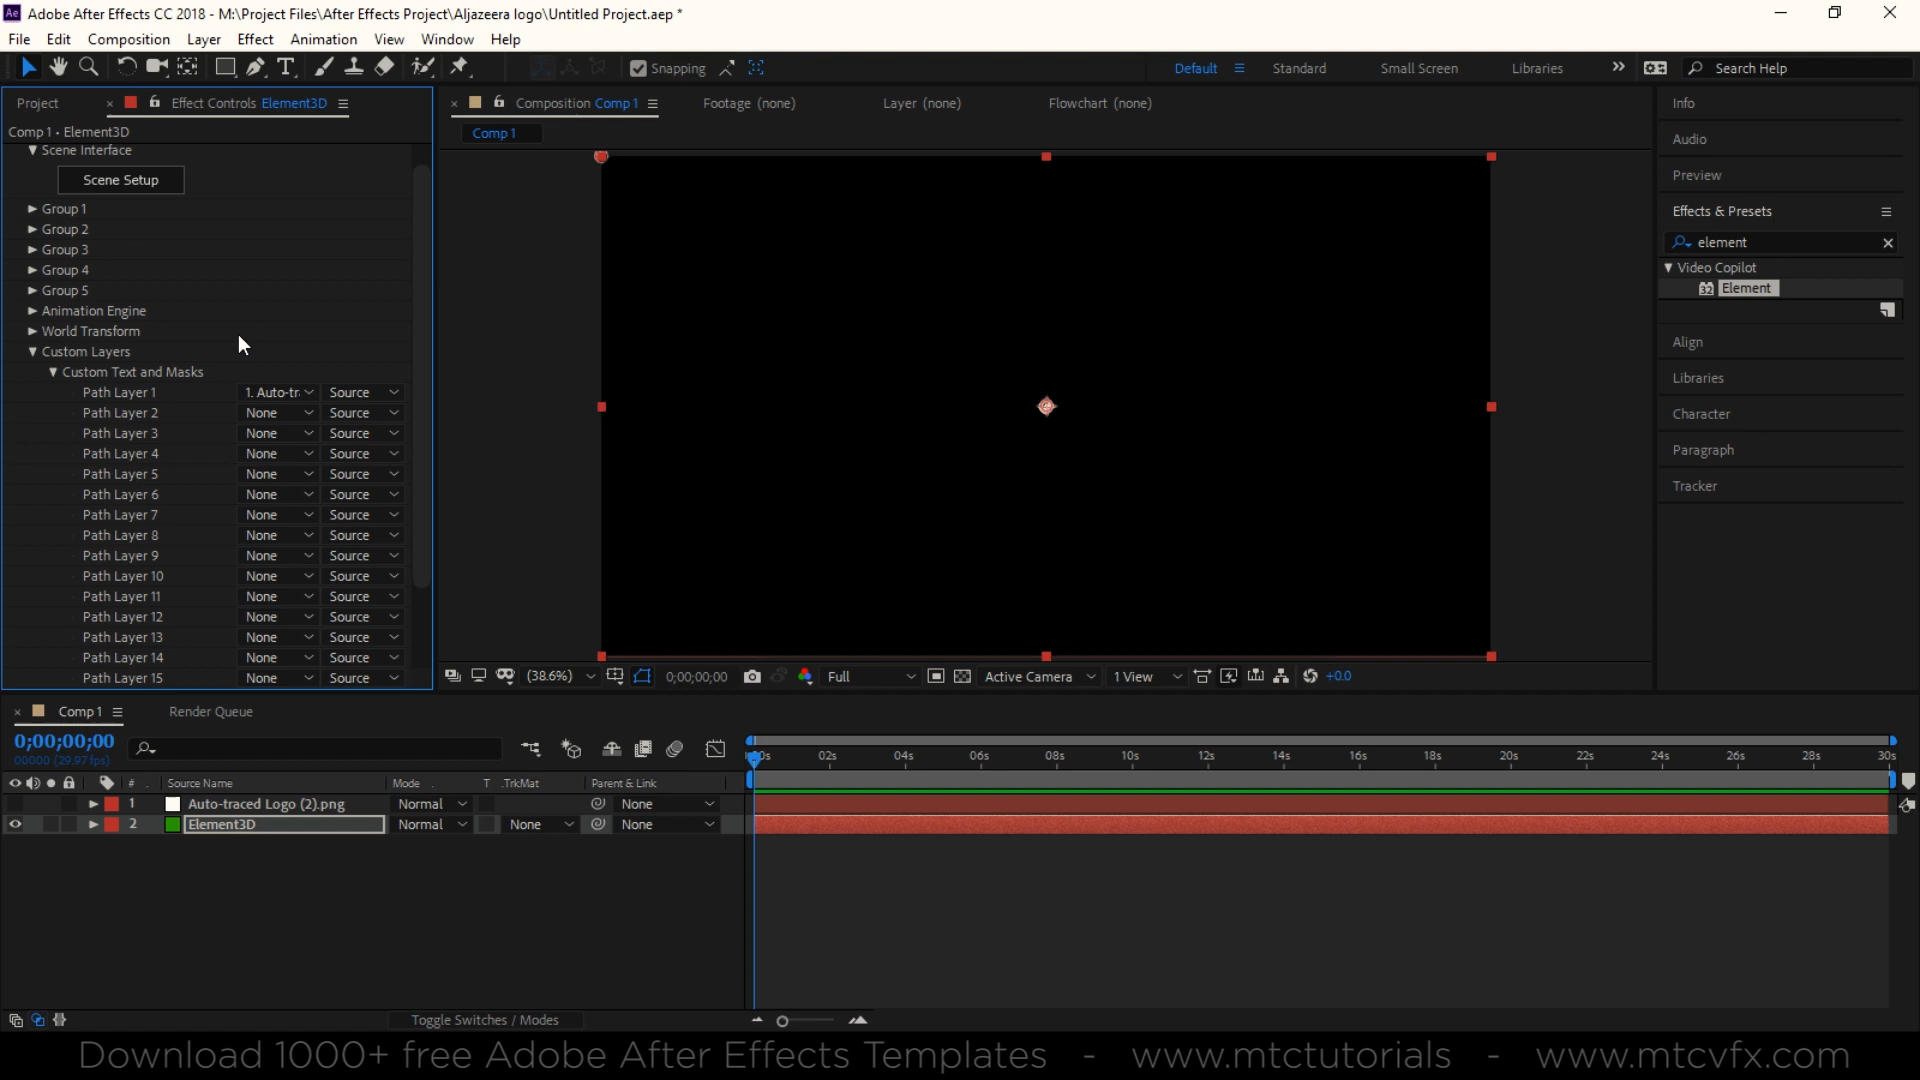 Adobe After Effects CC 2018 - M:\Project Files\After Effects Project\Aljazeera logo\Untitled Project.aep *
File Edit Composition Layer Effect Animation View Window Help
Snapping Default Standard Small Screen Libraries Search Help
Project Effect Controls Element3D Composition Comp 1 Footage (none) Layer (none) Flowchart (none) Info
Comp 1 • Element3D Comp 1
Audio
Scene Interface
Scene Setup Preview
Group 1 Effects & Presets
Group 2 element
Group 3 Video Copilot
Group 4 Element
Group 5
Animation Engine
World Transform Align
Custom Layers Libraries
Custom Text and Masks
Path Layer 1 1. Auto-tr Source
Path Layer 2 None Source Character
Path Layer 3 None Source
Path Layer 4 None Source Paragraph
Path Layer 5 None Source
Path Layer 6 None Source Tracker
Path Layer 7 None Source
Path Layer 8 None Source
Path Layer 9 None Source
Path Layer 10 None Source
Path Layer 11 None Source
Path Layer 12 None Source
Path Layer 13 None Source
Path Layer 14 None Source
Path Layer 15 None Source (38.6%) 0;00;00;00 Full Active Camera 1 View +0.0
Comp 1 Render Queue
0;00;00;00
00000 (29.97 fps) 02s 04s 06s 08s 10s 12s 14s 16s 18s 20s 22s 24s 26s 28s 30s
# Source Name Mode T .TrkMat Parent & Link
1 Auto-traced Logo (2).png Normal None
2 Element3D Normal None None
Toggle Switches / Modes
Download 1000+ free Adobe After Effects Templates - www.mtctutorials - www.mtcvfx.com